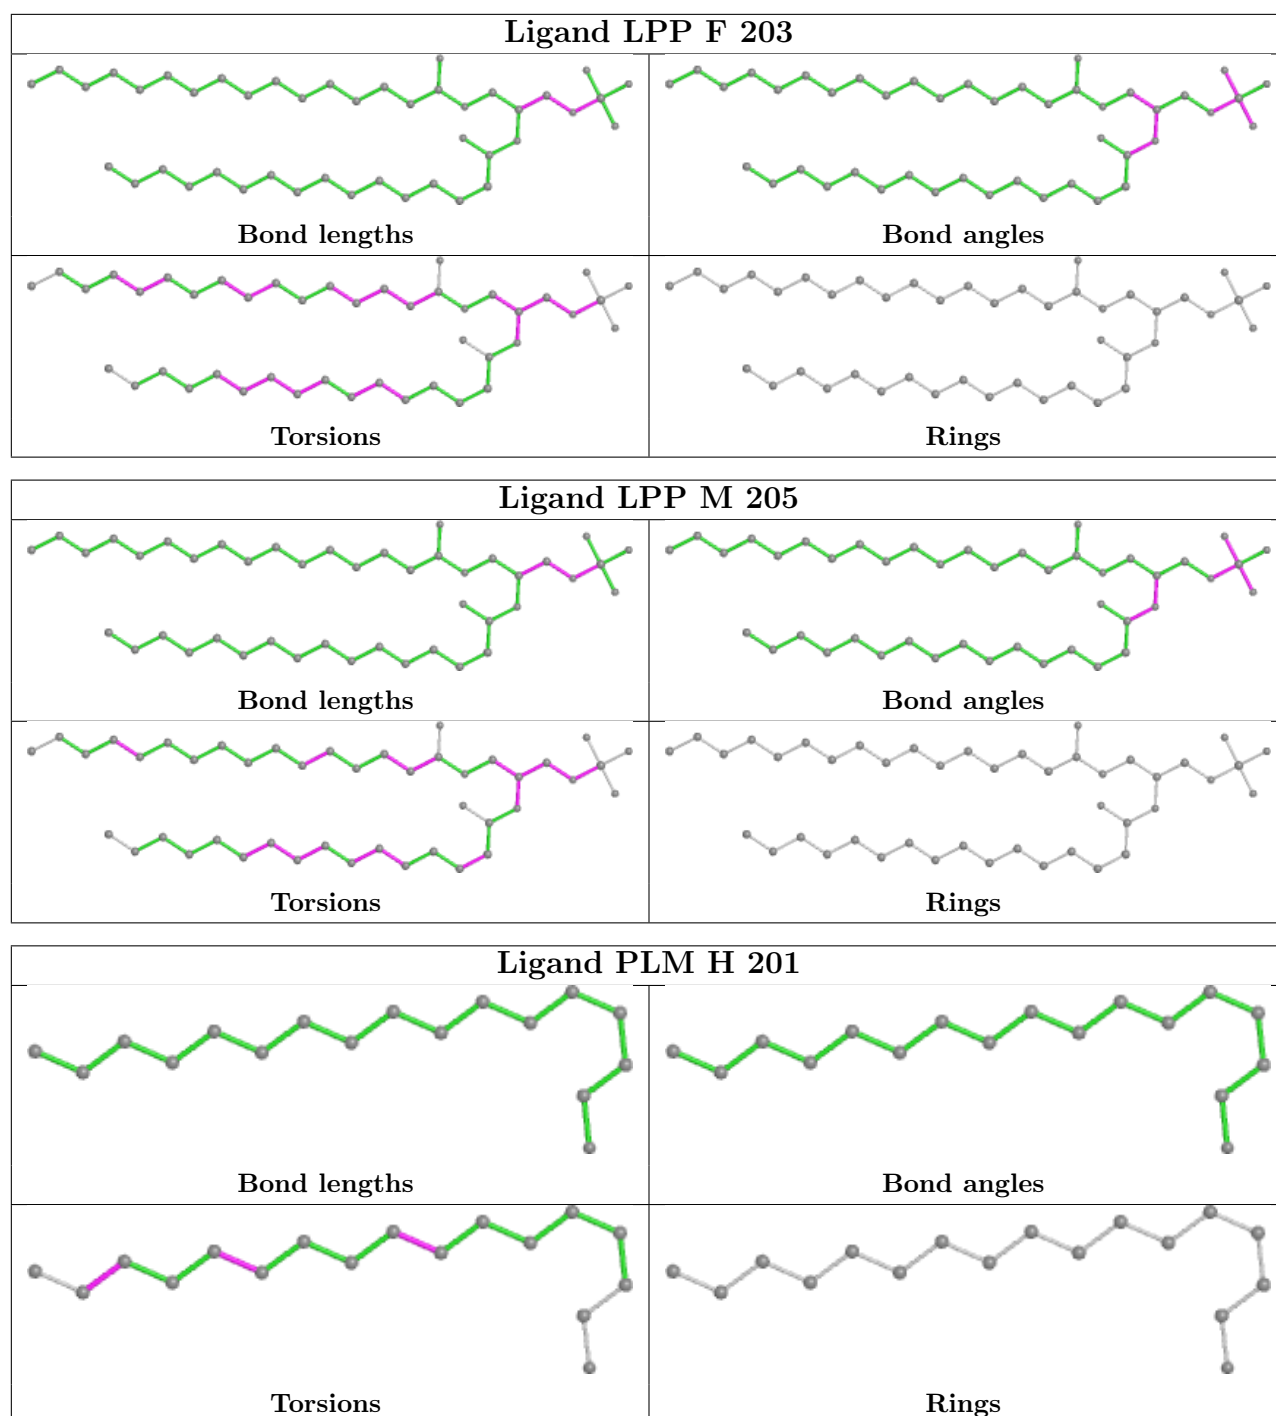 Ligand LPP F 203
Bond lengths
Bond angles
Torsions
Rings
Ligand LPP M 205
Bond lengths
Bond angles
Torsions
Rings
Ligand PLM H 201
Bond lengths
Bond angles
Torsions
Rings